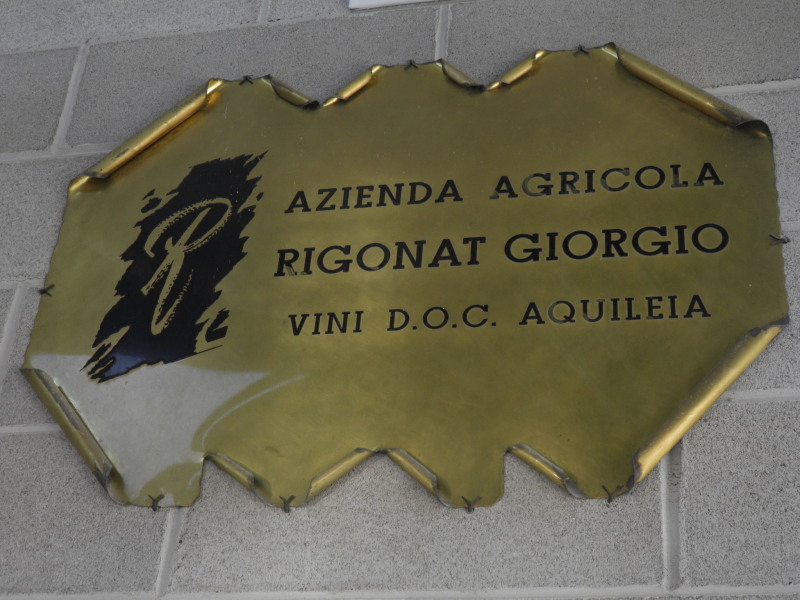 R
AZIENDA AGRICOLA
RIGONAT GIORGIO
VINI D.O.C. AQUILEIA